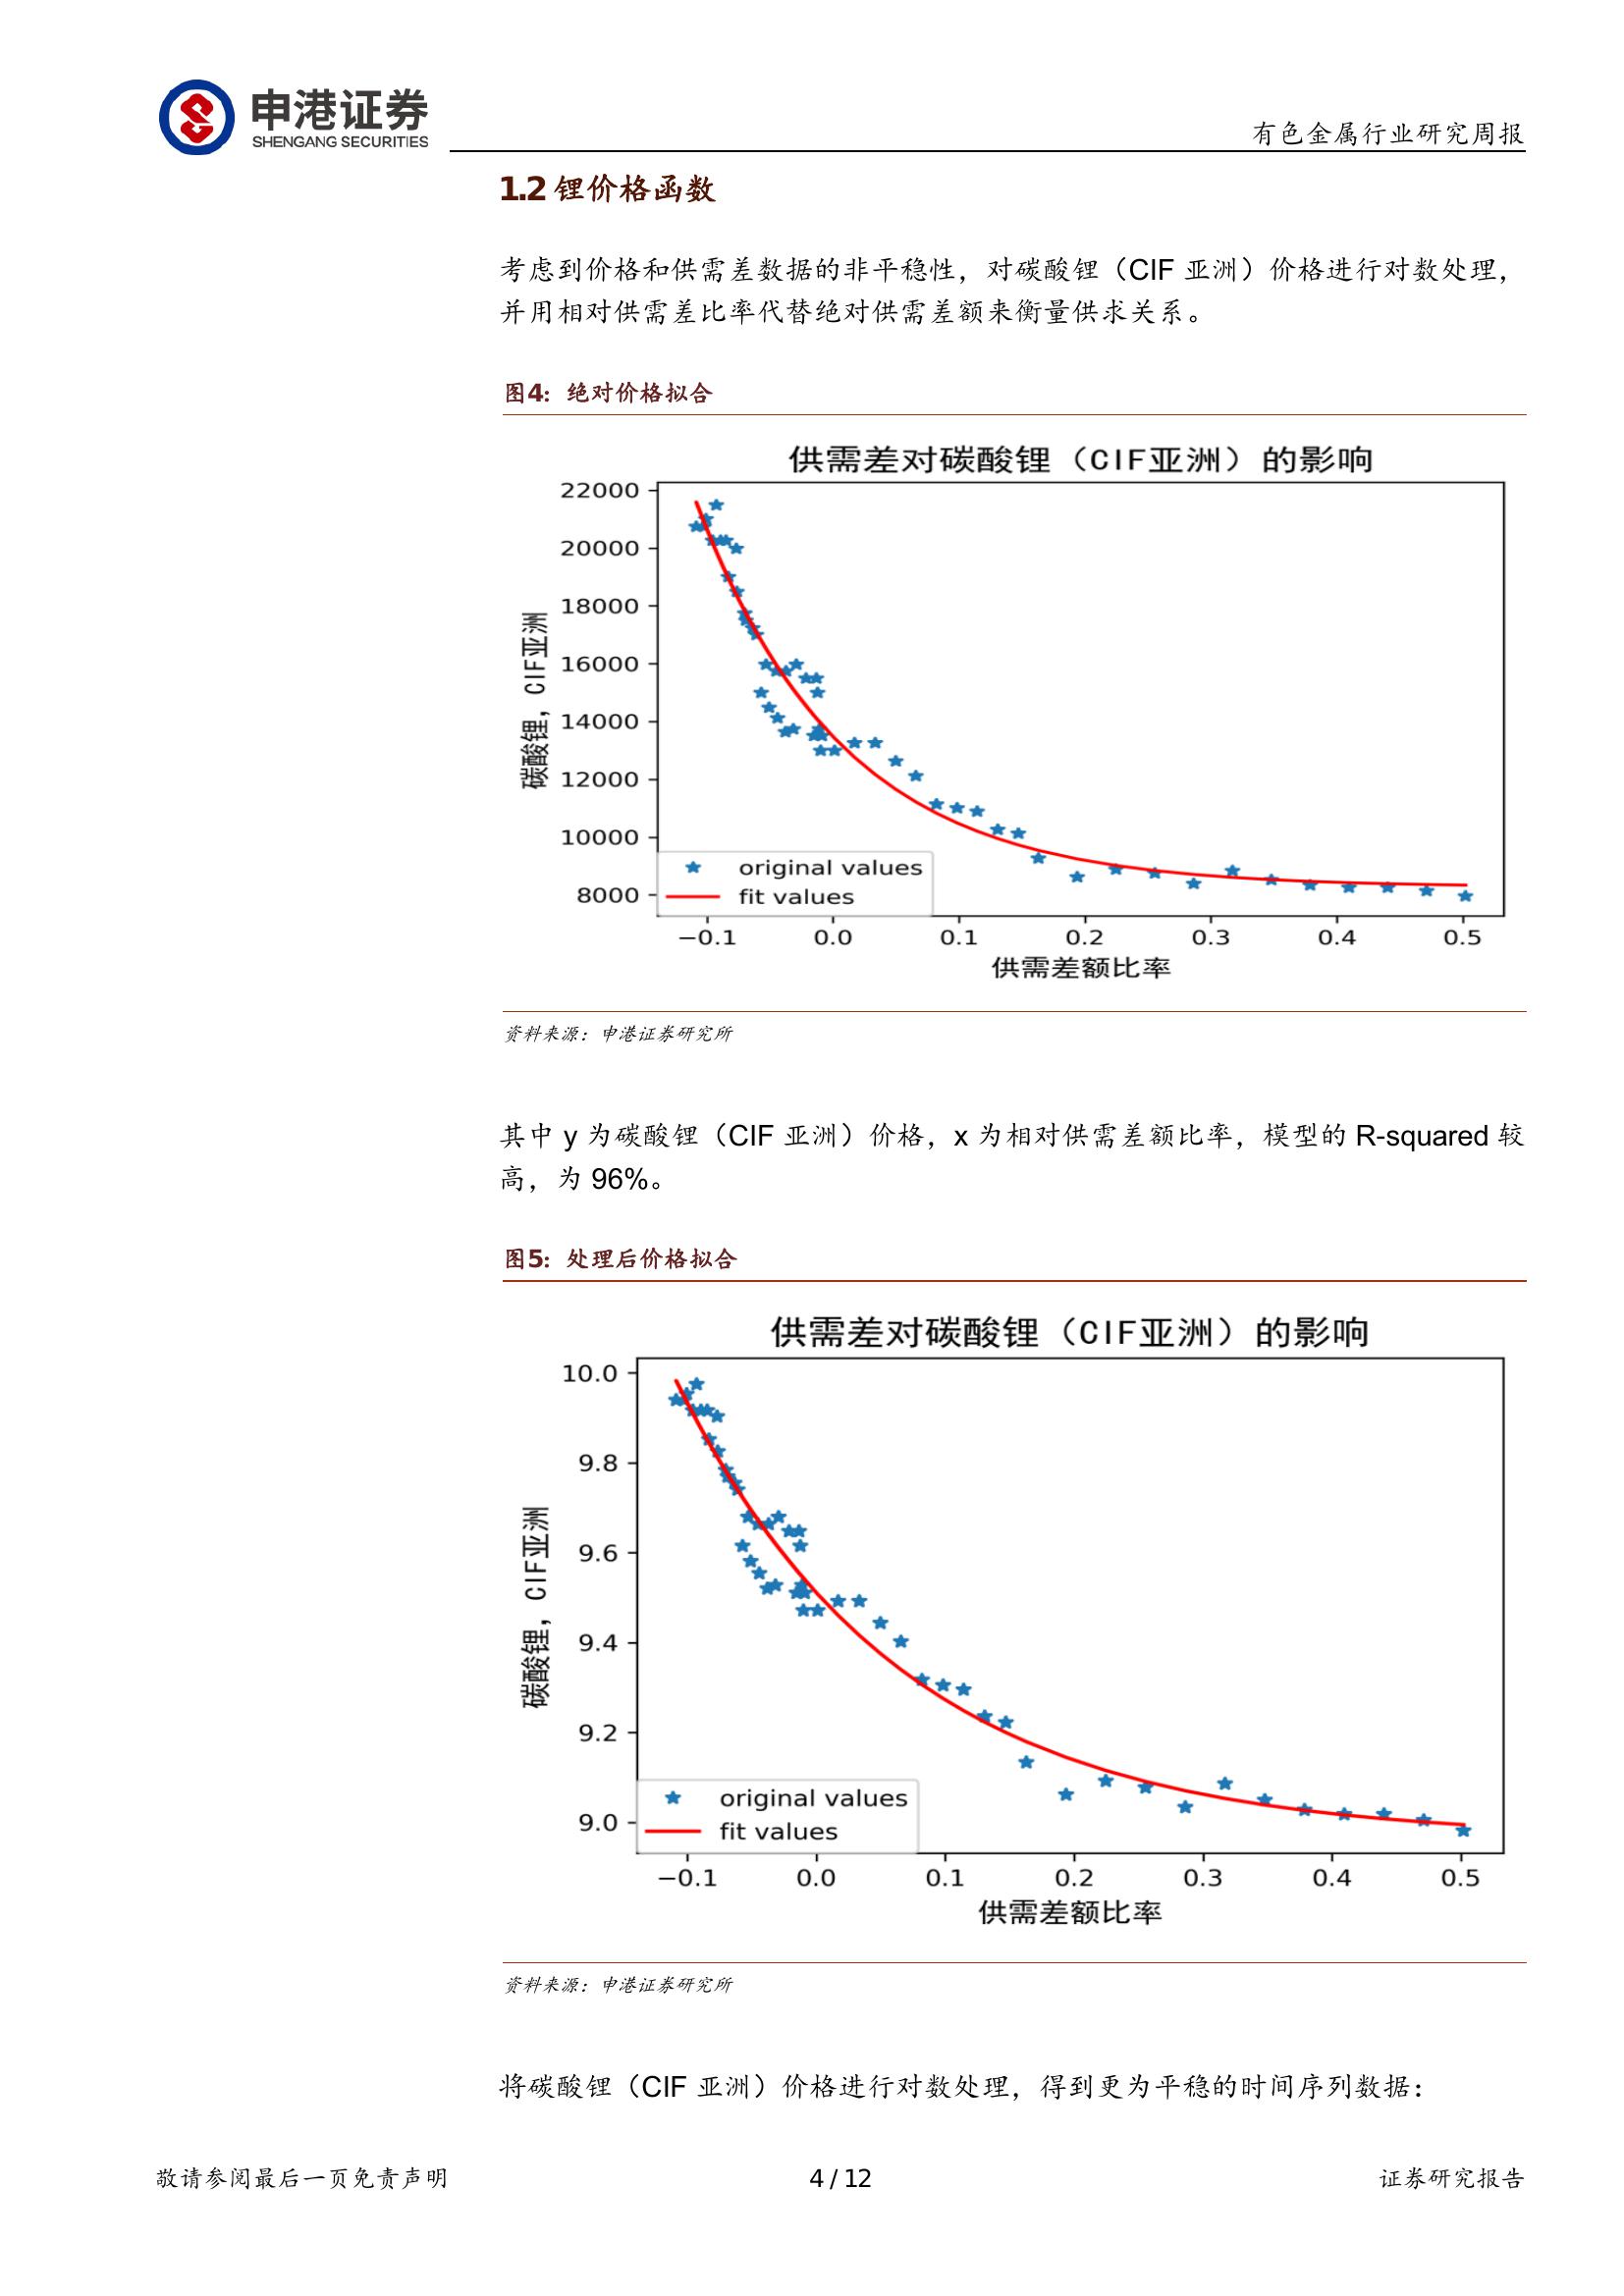 申港证券
SHENGANG SECURITIES
有色金属行业研究周报
1.2 锂价格函数
考虑到价格和供需差数据的非平稳性，对碳酸锂（CIF 亚洲）价格进行对数处理，
并用相对供需差比率代替绝对供需差额来衡量供求关系。
图4：绝对价格拟合
供需差对碳酸锂（CIF亚洲）的影响
22000
20000
18000
16000
14000
12000
10000
8000
碳酸锂，CIF亚洲
original values
fit values
−0.1 0.0 0.1 0.2 0.3 0.4 0.5
供需差额比率
资料来源：申港证券研究所
其中 y 为碳酸锂（CIF 亚洲）价格，x 为相对供需差额比率，模型的 R-squared 较
高，为 96%。
图5：处理后价格拟合
供需差对碳酸锂（CIF亚洲）的影响
10.0
9.8
9.6
9.4
9.2
9.0
碳酸锂，CIF亚洲
original values
fit values
−0.1 0.0 0.1 0.2 0.3 0.4 0.5
供需差额比率
资料来源：申港证券研究所
将碳酸锂（CIF 亚洲）价格进行对数处理，得到更为平稳的时间序列数据：
敬请参阅最后一页免责声明 4 / 12 证券研究报告